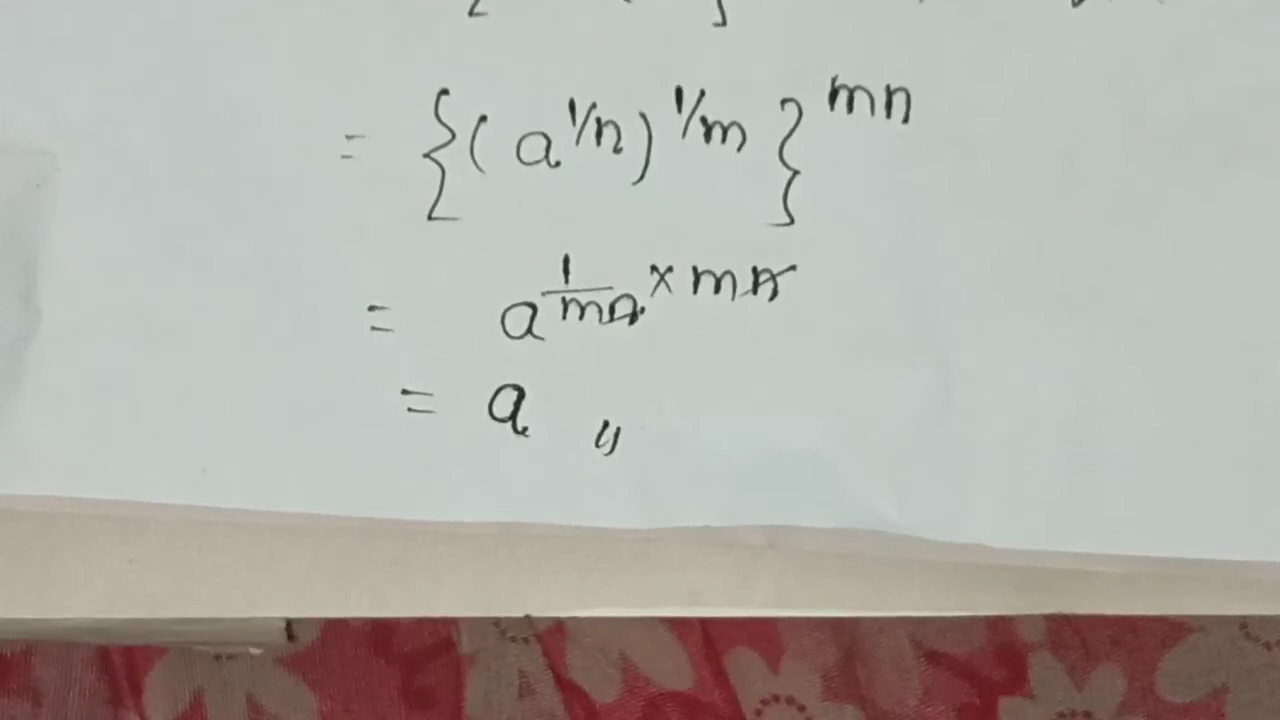 = {(a^1/n)^1/m}^mn
= a^1/mn × mn
= a,,